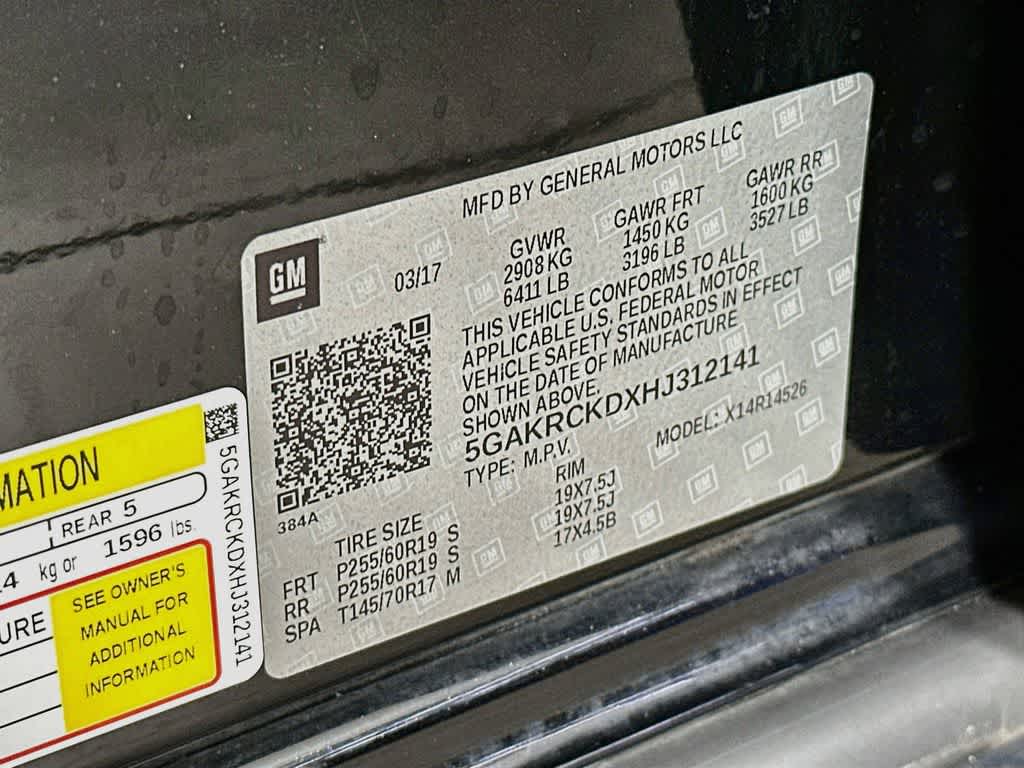 MFD BY GENERAL MOTORS LLC
GM
03/17
GVWR GAWR FRT GAWR RR
2908 KG 1450 KG 1600 KG
6411 LB 3196 LB 3527 LB
THIS VEHICLE CONFORMS TO ALL
APPLICABLE U.S. FEDERAL MOTOR
VEHICLE SAFETY STANDARDS IN EFFECT
ON THE DATE OF MANUFACTURE
SHOWN ABOVE.
5GAKRCKDXHJ312141
TYPE: M.P.V. MODEL: X14R14526
384A
TIRE SIZE RIM
FRT P255/60R19 S 19X7.5J
RR P255/60R19 S 19X7.5J
SPA T145/70R17 M 17X4.5B
MATION
REAR 5
4 kg or 1596 lbs.
URE
SEE OWNER'S
MANUAL FOR
ADDITIONAL
INFORMATION
5GAKRCKDXHJ312141